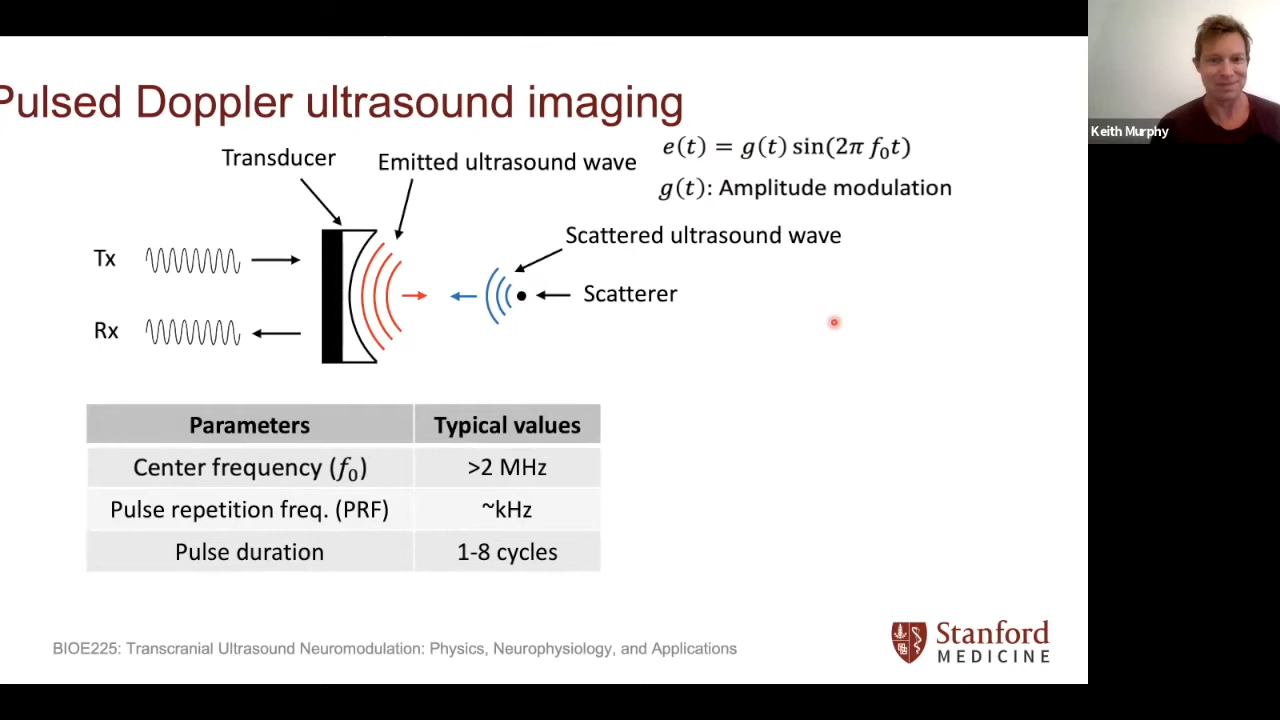 Pulsed Doppler ultrasound imaging
Keith Murphy
Transducer
Emitted ultrasound wave
e(t) = g(t) sin(2π f₀t)
g(t): Amplitude modulation
Scattered ultrasound wave
Tx
Scatterer
Rx
Parameters Typical values
Center frequency (f₀) >2 MHz
Pulse repetition freq. (PRF) ~kHz
Pulse duration 1-8 cycles
BIOE225: Transcranial Ultrasound Neuromodulation: Physics, Neurophysiology, and Applications
Stanford
MEDICINE